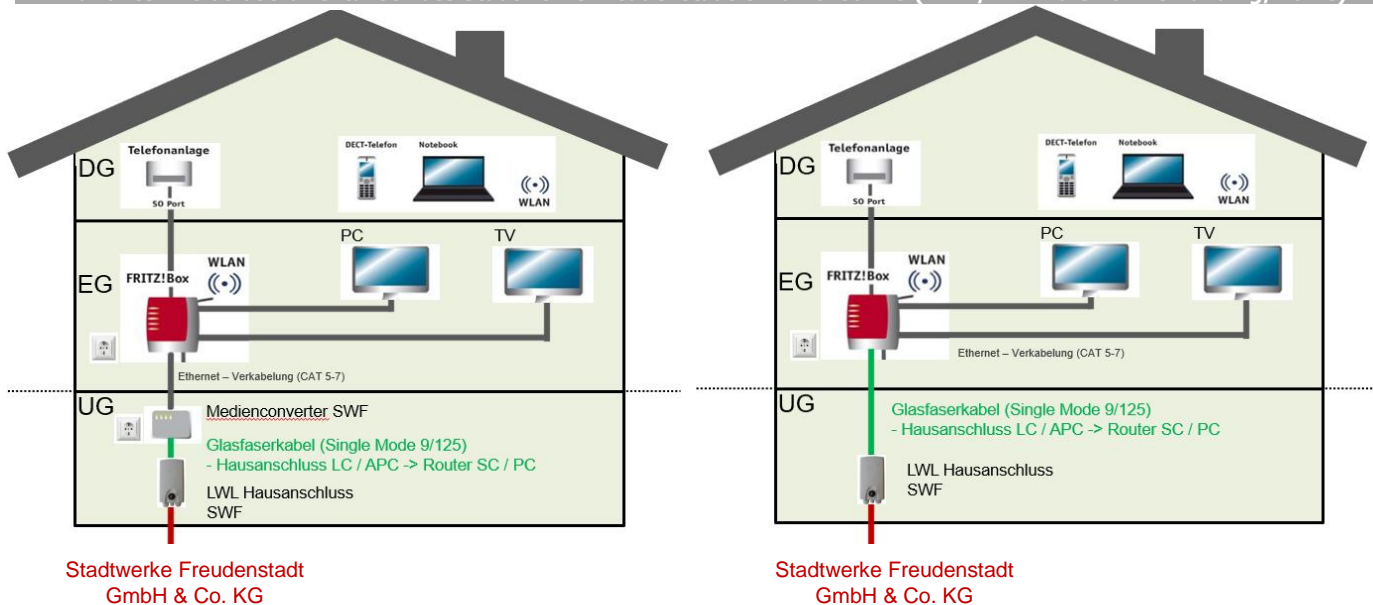 Telefonanlage
DECT-Telefon Notebook
DG
SO Port
WLAN
PC TV
WLAN
FRITZ!Box
EG
Ethernet – Verkabelung (CAT 5-7)
UG
Medienconverter SWF
Glasfaserkabel (Single Mode 9/125)
- Hausanschluss LC / APC -> Router SC / PC
LWL Hausanschluss
SWF
Stadtwerke Freudenstadt
GmbH & Co. KG
Telefonanlage
DECT-Telefon Notebook
DG
SO Port
WLAN
PC TV
WLAN
FRITZ!Box
EG
Ethernet – Verkabelung (CAT 5-7)
UG
Glasfaserkabel (Single Mode 9/125)
- Hausanschluss LC / APC -> Router SC / PC
LWL Hausanschluss
SWF
Stadtwerke Freudenstadt
GmbH & Co. KG